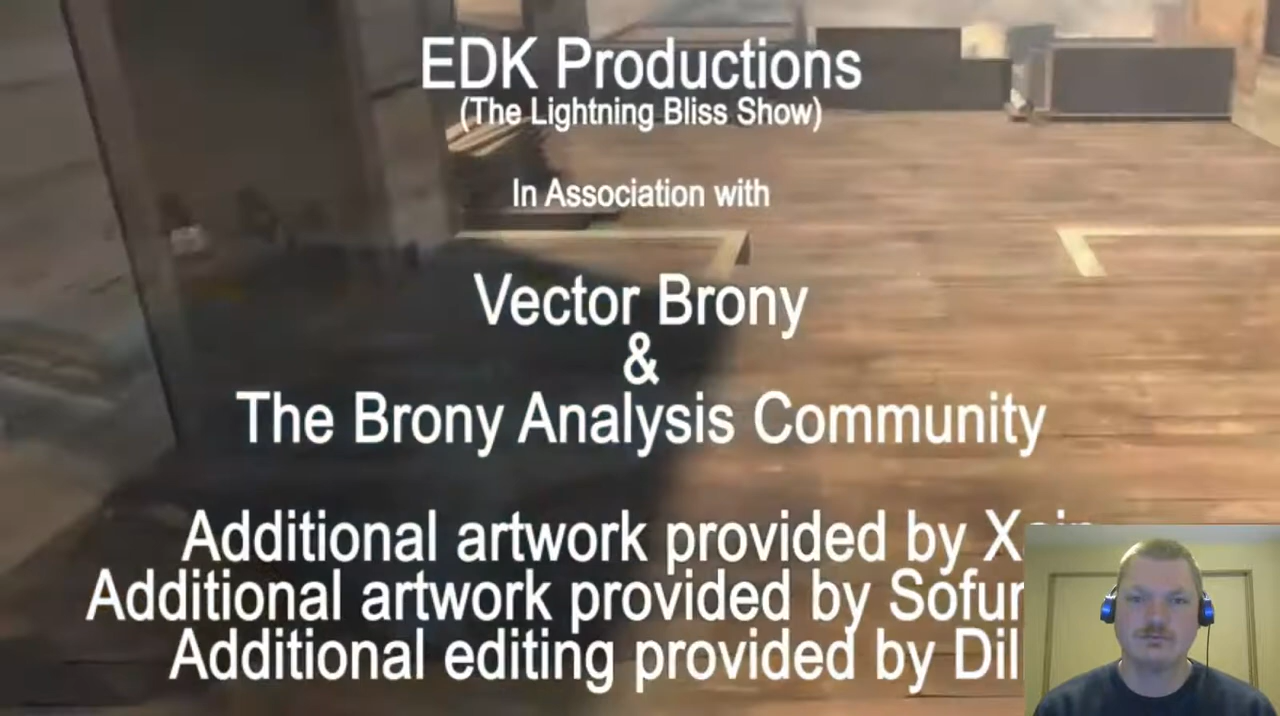 EDK Productions
(The Lightning Bliss Show)
In Association with
Vector Brony
&
The Brony Analysis Community
Additional artwork provided by
Additional artwork provided by
Additional editing provided by